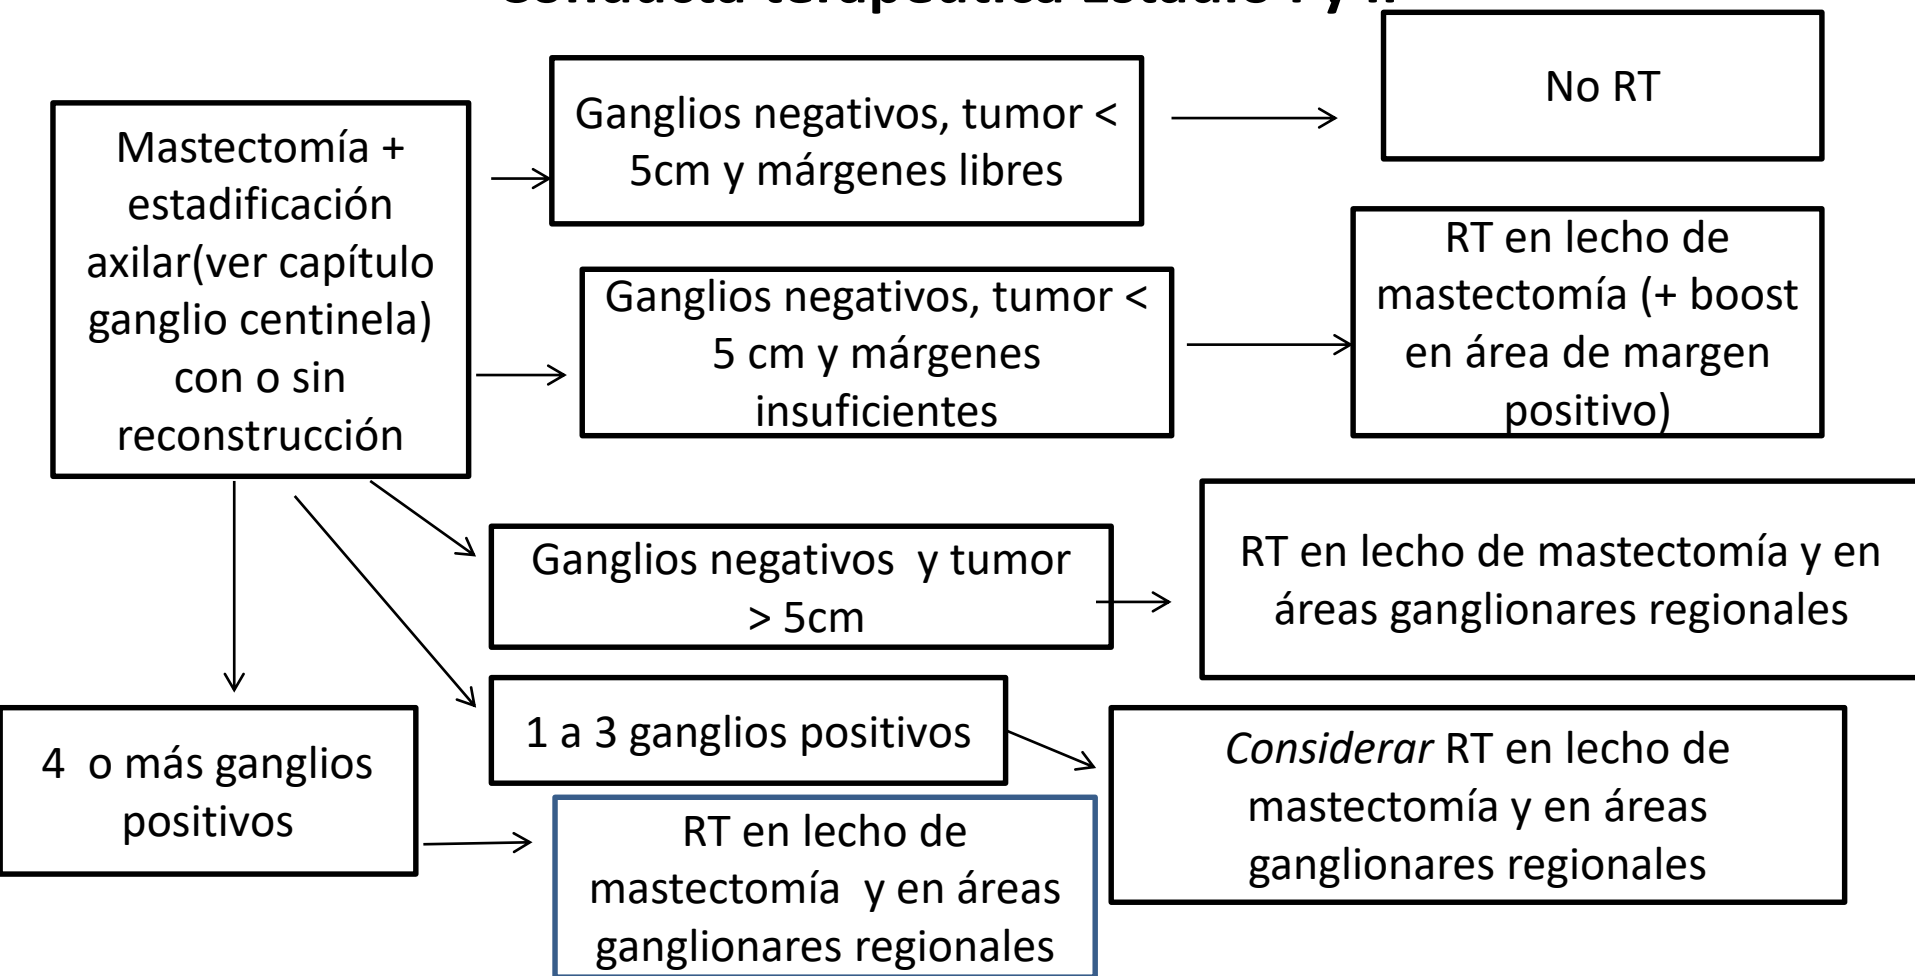 Conducta terapéutica Estadio I y II
Mastectomía +
estadificación
axilar(ver capítulo
ganglio centinela)
con o sin
reconstrucción
Ganglios negativos, tumor <
5cm y márgenes libres
No RT
Ganglios negativos, tumor <
5 cm y márgenes
insuficientes
RT en lecho de
mastectomía (+ boost
en área de margen
positivo)
Ganglios negativos y tumor
> 5cm
RT en lecho de mastectomía y en
áreas ganglionares regionales
1 a 3 ganglios positivos
Considerar RT en lecho de
mastectomía y en áreas
ganglionares regionales
4 o más ganglios
positivos
RT en lecho de
mastectomía y en áreas
ganglionares regionales